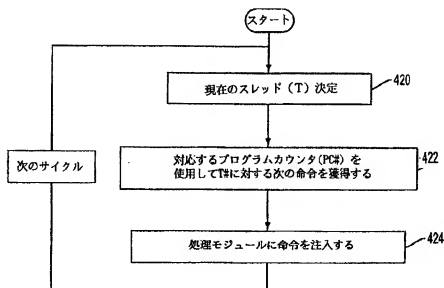 スタート
現在のスレッド(T)決定
420
対応するプログラムカウンタ(PC#)を
使用してT#に対する次の命令を獲得する
422
次のサイクル
処理モジュールに命令を注入する
424